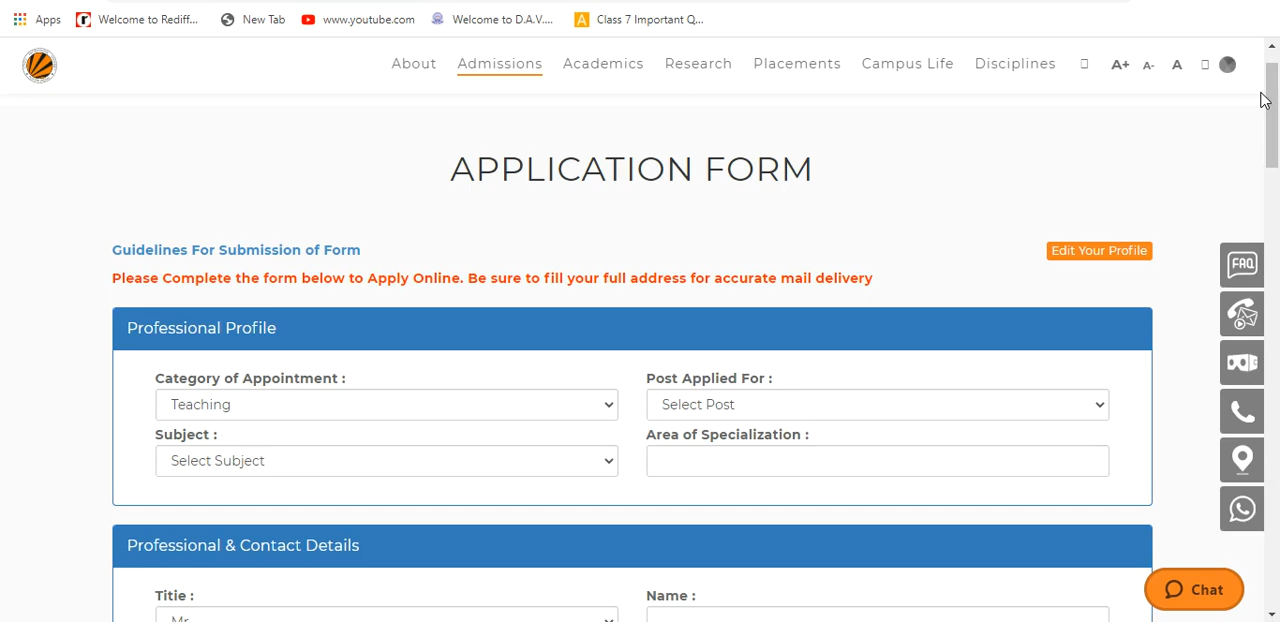 Apps Welcome to Rediff... New Tab www.youtube.com Welcome to D.A.V.... A Class 7 Important Q...
About Admissions Academics Research Placements Campus Life Disciplines A+ A- A
APPLICATION FORM
Guidelines For Submission of Form
Edit Your Profile
Please Complete the form below to Apply Online. Be sure to fill your full address for accurate mail delivery
FAQ
Professional Profile
Category of Appointment : Post Applied For :
Teaching Select Post
Subject : Area of Specialization :
Select Subject
Professional & Contact Details
Title : Name :
Mr
Chat